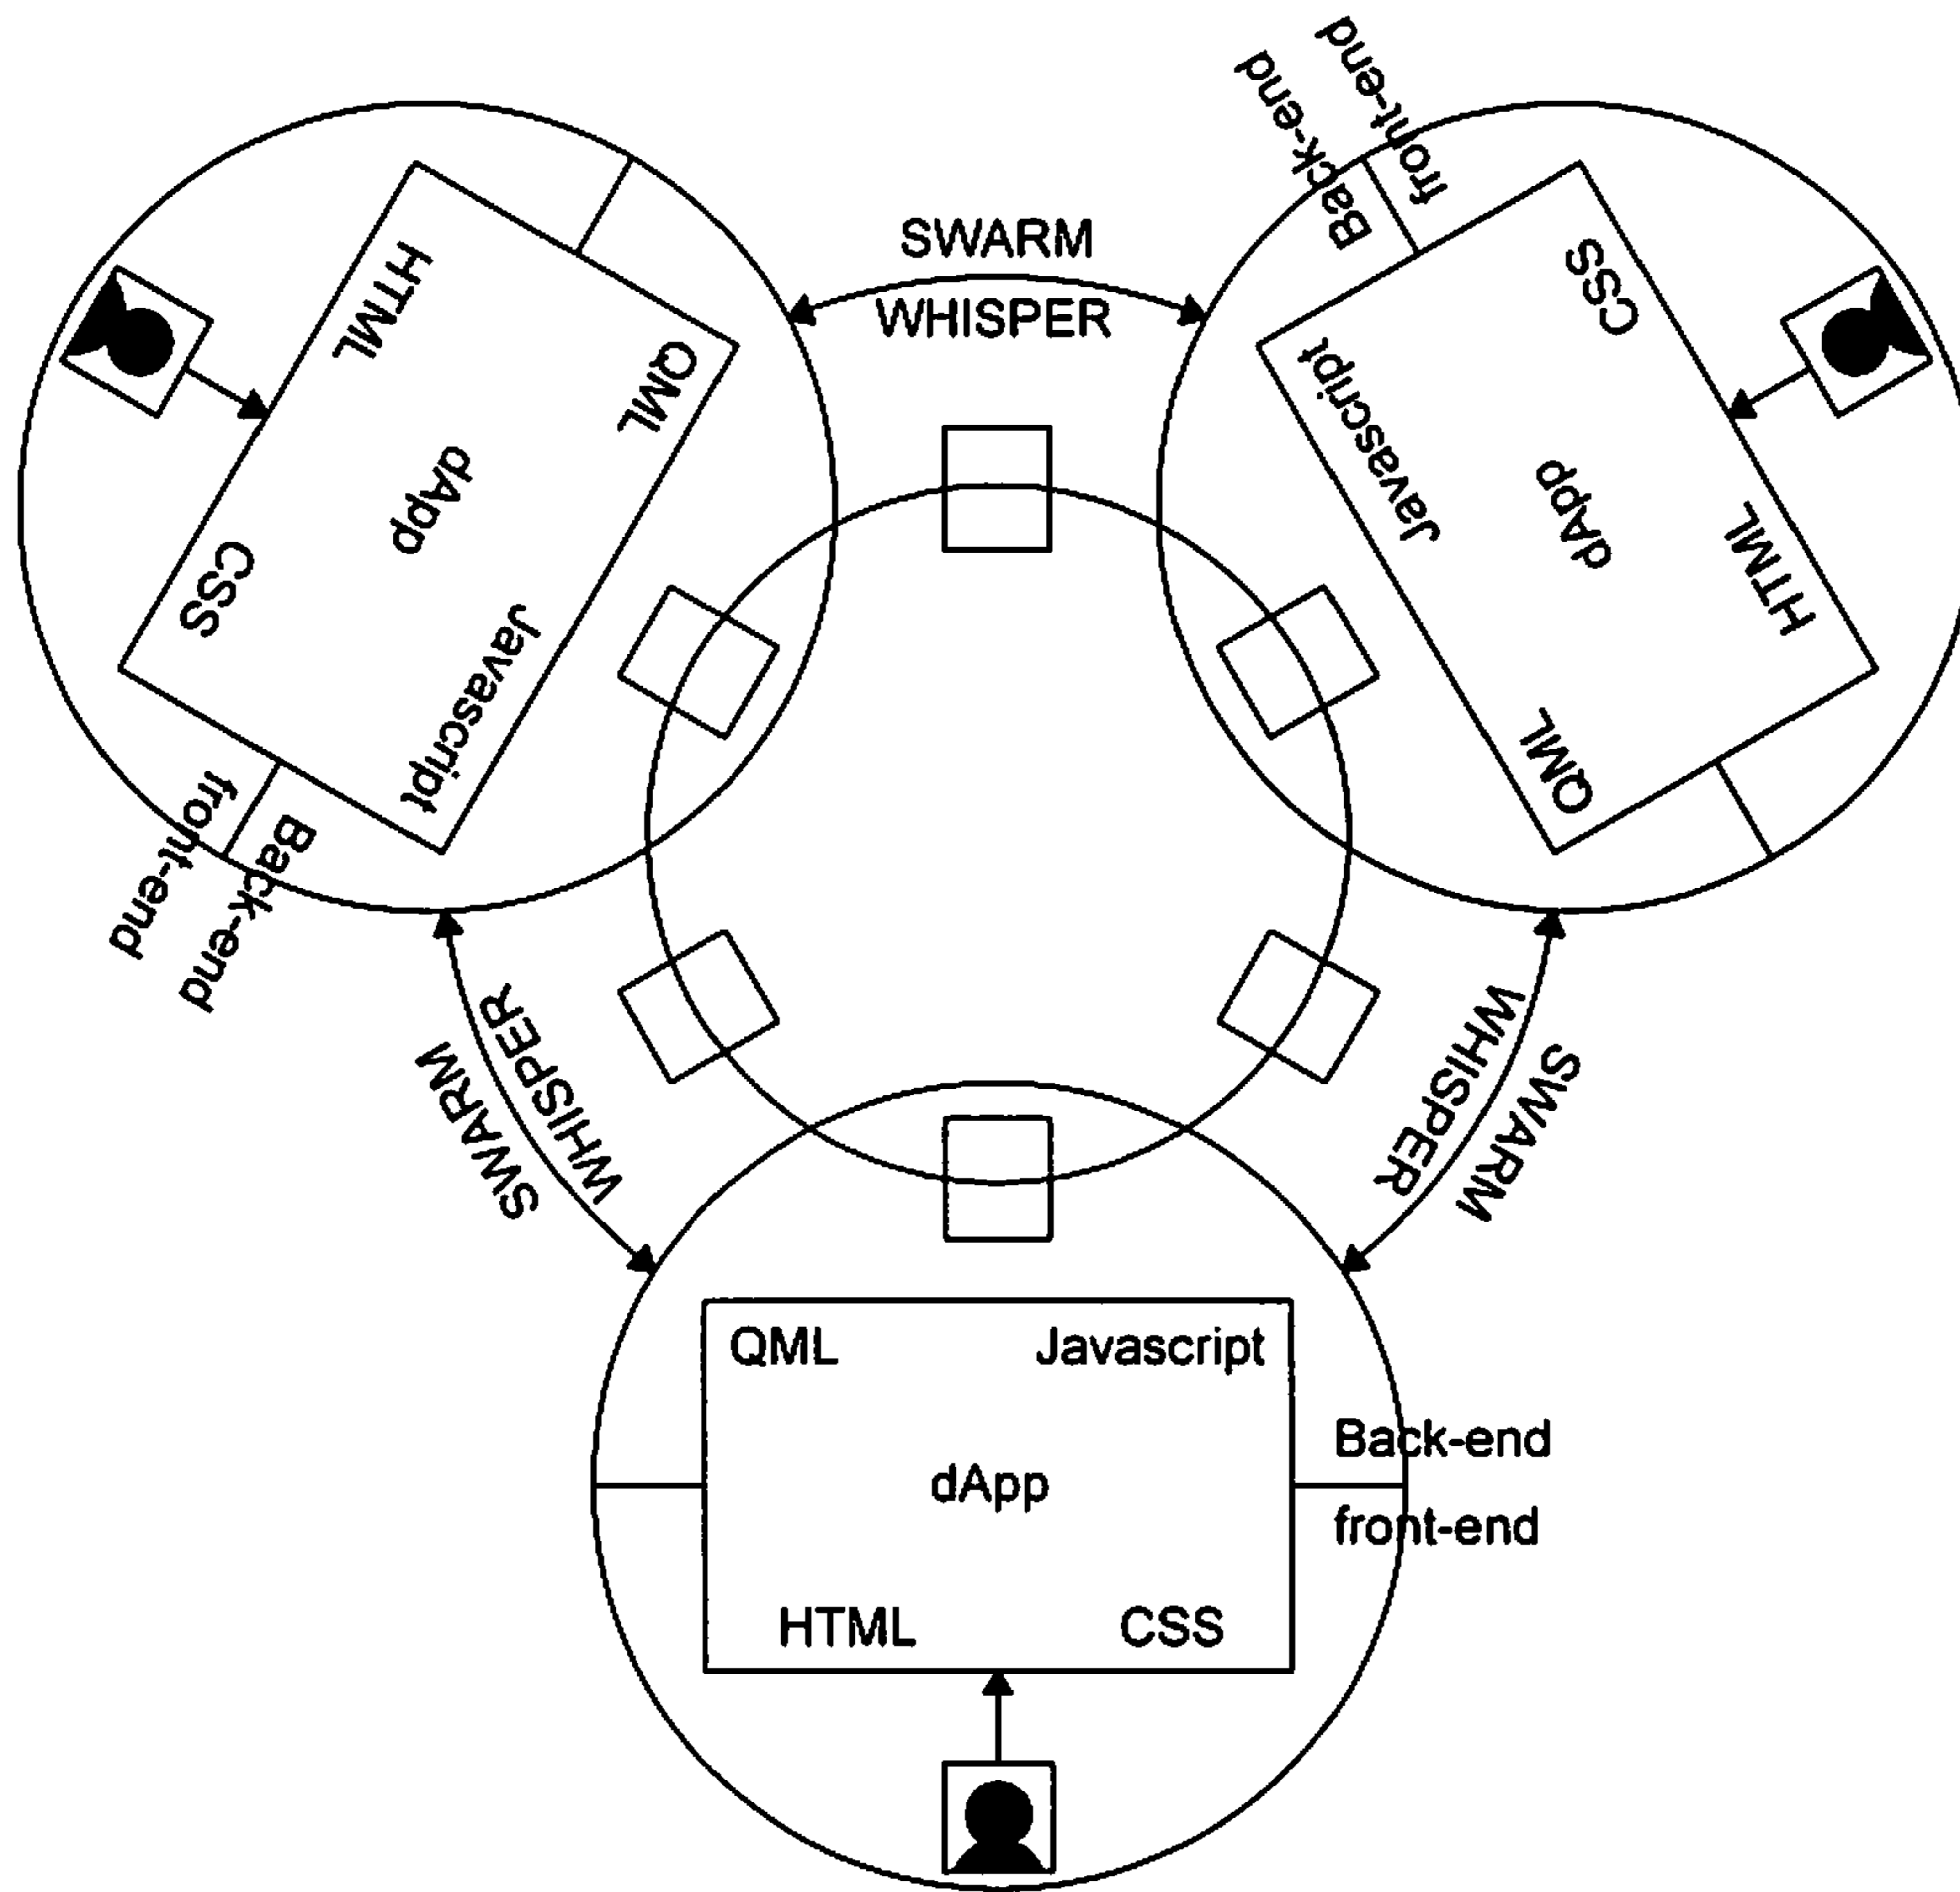 SWARM
WHISPER
HTML
QML
dApp
CSS
Javascript
front-end
Back-end
front-end
Back-end
CSS
Javascript
dApp
HTML
QML
WHISPER
SWARM
WHISPER
SWARM
QML Javascript
Back-end
dApp
front-end
HTML CSS